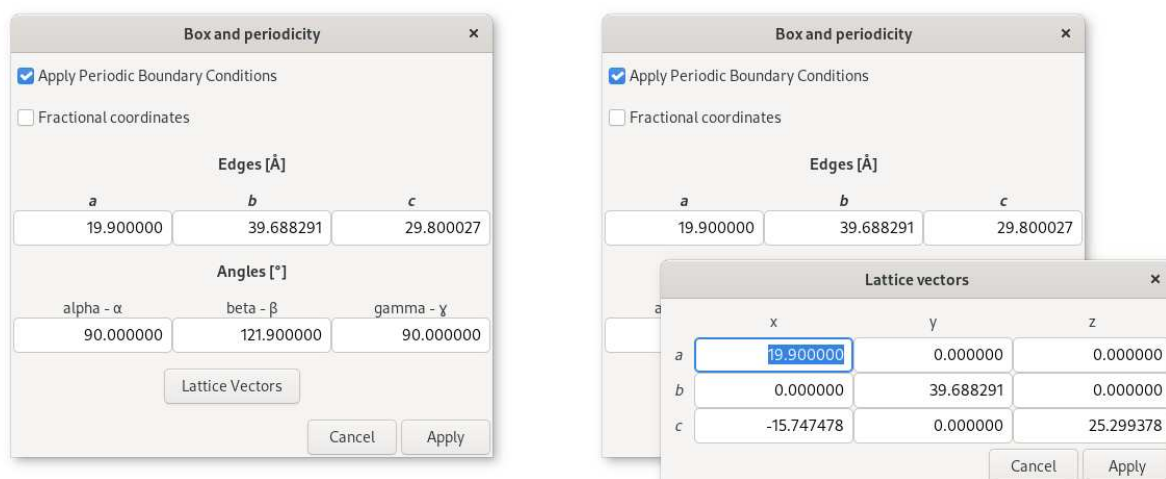 Box and periodicity ×
Apply Periodic Boundary Conditions
Fractional coordinates
Edges [Å]
a b c
19.900000 39.688291 29.800027
Angles [°]
alpha - α beta - β gamma - ɣ
90.000000 121.900000 90.000000
Lattice Vectors
Cancel Apply
Box and periodicity ×
Apply Periodic Boundary Conditions
Fractional coordinates
Edges [Å]
a b c
19.900000 39.688291 29.800027
Lattice vectors ×
x y z
a 19.900000 0.000000 0.000000
b 0.000000 39.688291 0.000000
c -15.747478 0.000000 25.299378
Cancel Apply